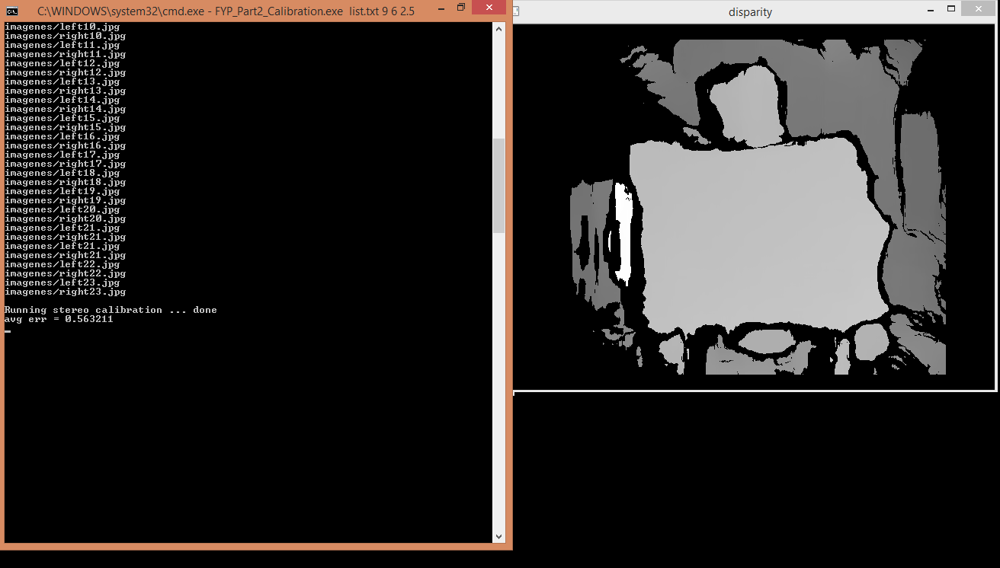 C:\WINDOWS\system32\cmd.exe - FYP_Part2_Calibration.exe  list.txt 9 6 2.5
imagenes/left10.jpg
imagenes/right10.jpg
imagenes/left11.jpg
imagenes/right11.jpg
imagenes/left12.jpg
imagenes/right12.jpg
imagenes/left13.jpg
imagenes/right13.jpg
imagenes/left14.jpg
imagenes/right14.jpg
imagenes/left15.jpg
imagenes/right15.jpg
imagenes/left16.jpg
imagenes/right16.jpg
imagenes/left17.jpg
imagenes/right17.jpg
imagenes/left18.jpg
imagenes/right18.jpg
imagenes/left19.jpg
imagenes/right19.jpg
imagenes/left20.jpg
imagenes/right20.jpg
imagenes/left21.jpg
imagenes/right21.jpg
imagenes/left21.jpg
imagenes/right21.jpg
imagenes/left22.jpg
imagenes/right22.jpg
imagenes/left23.jpg
imagenes/right23.jpg
Running stereo calibration ... done
avg err = 0.563211
disparity